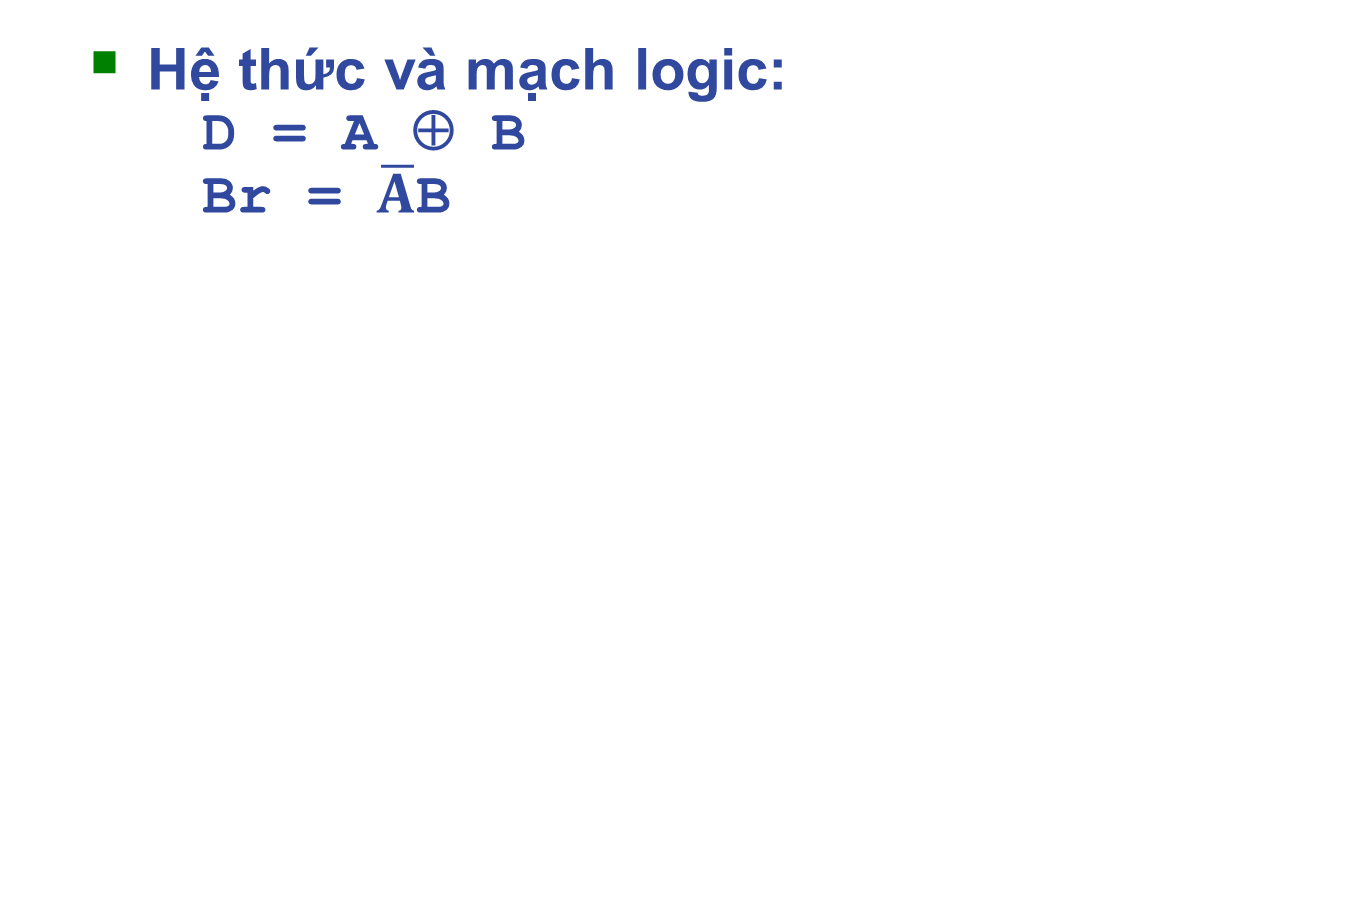 ▪ Hệ thức và mạch logic:
D = A ⊕ B
Br = A̅B